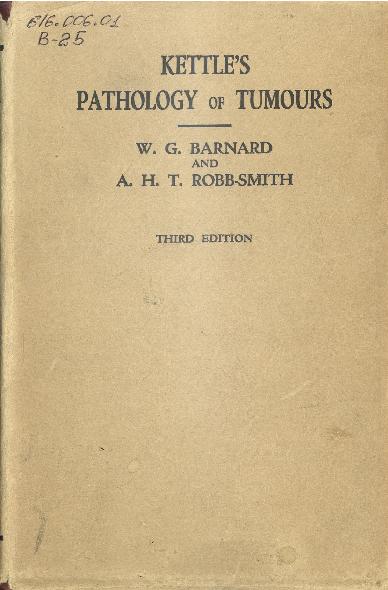 616.006.01
B-25
KETTLE'S
PATHOLOGY OF TUMOURS
W. G. BARNARD
AND
A. H. T. ROBB-SMITH
THIRD EDITION